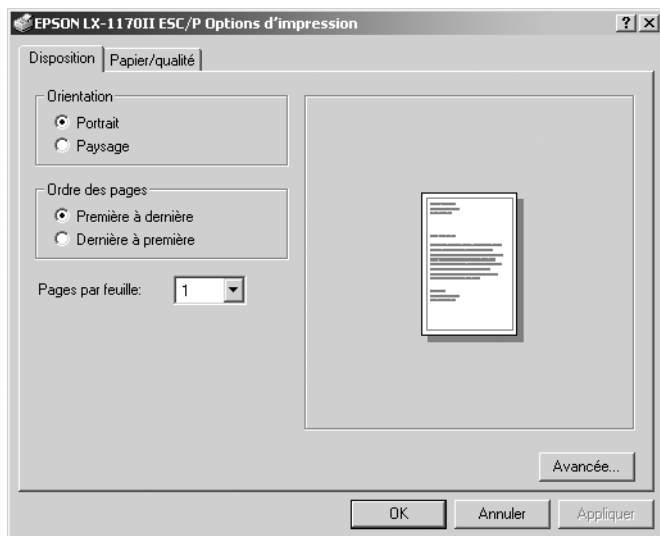 EPSON LX-1170II ESC/P Options d'impression
Disposition
Papier/qualité
Orientation
Portrait
Paysage
Ordre des pages
Première à dernière
Dernière à première
Pages par feuille:
1
Avancée...
OK
Annuler
Appliquer